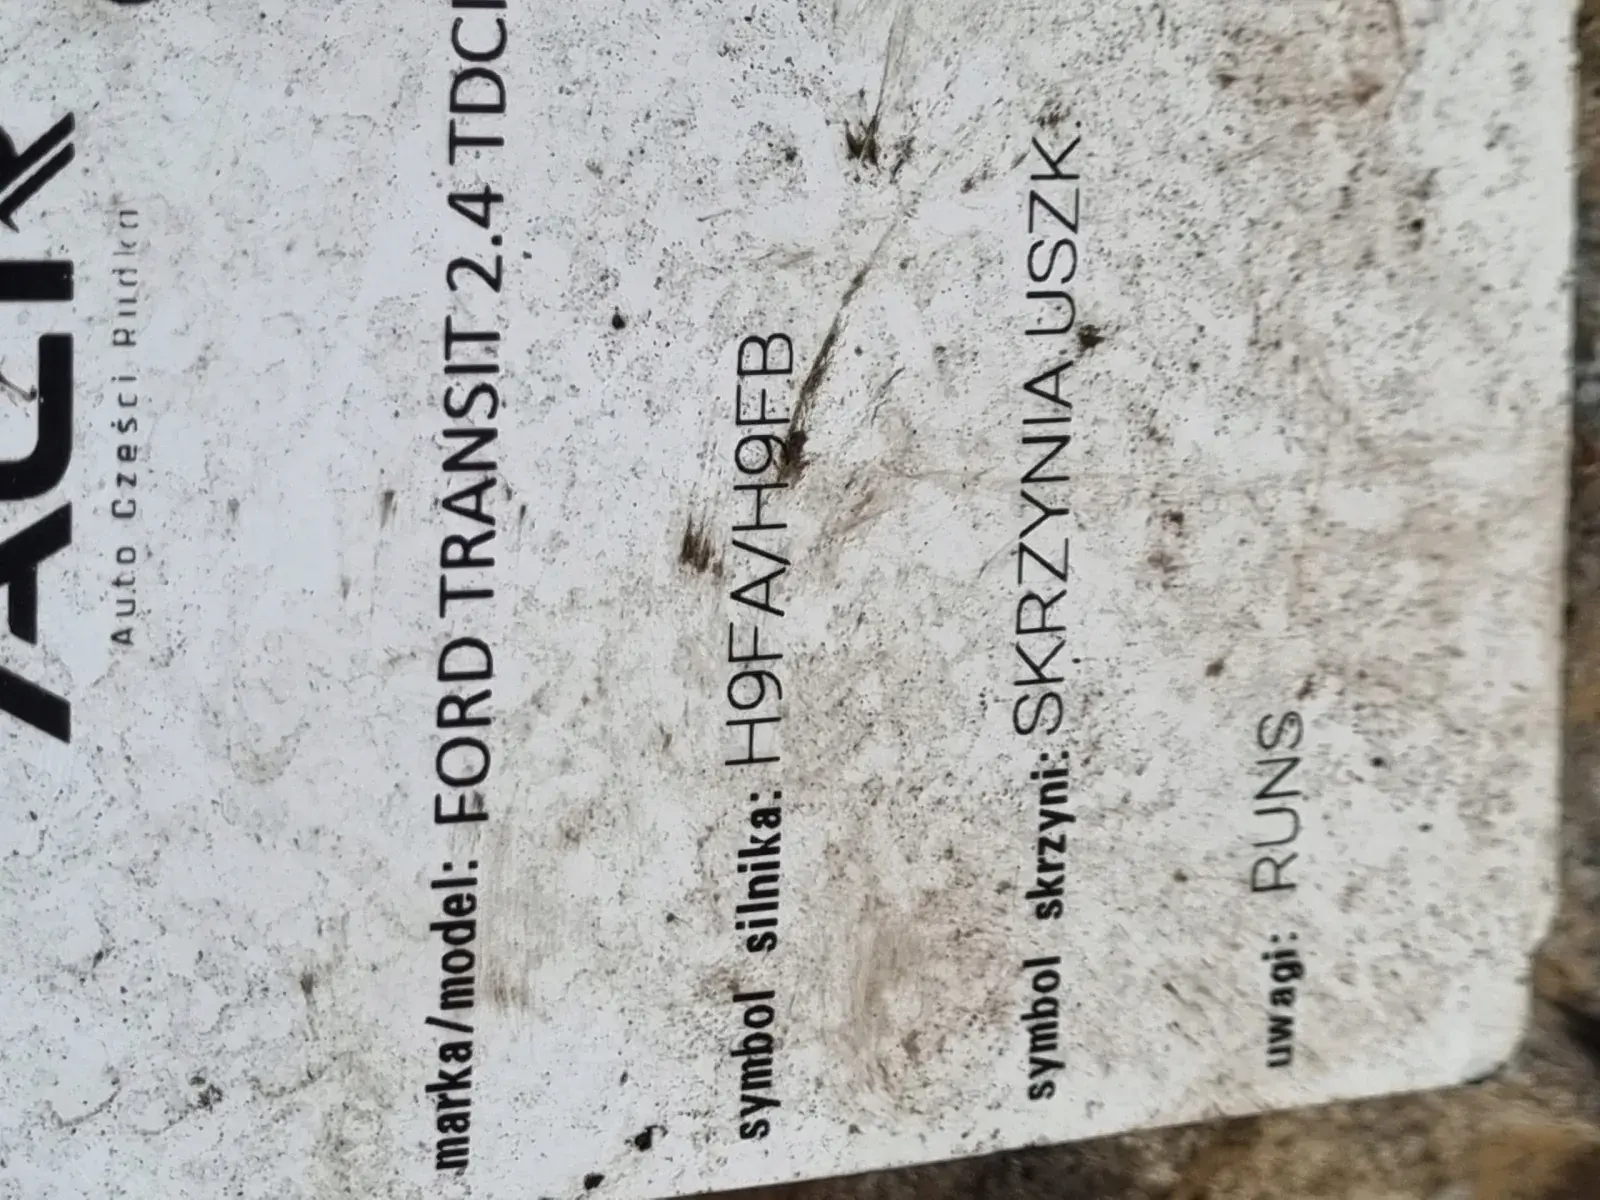 Auto Części Rudka
marka/model: FORD TRANSIT 2.4 TDCI
symbol silnika: H9FA/H9FB
symbol skrzyni: SKRZYNIA USZK.
uwagi: RUNS